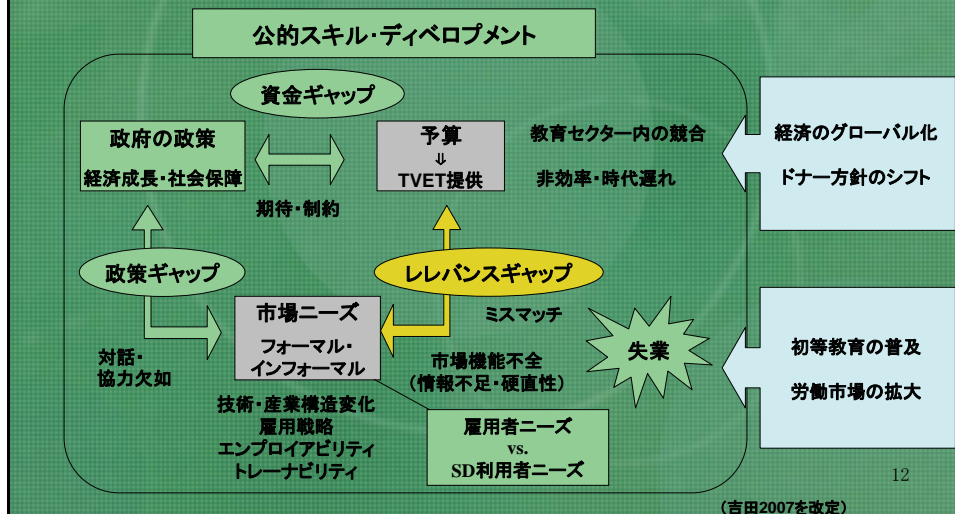 公的スキル・ディベロプメント
資金ギャップ
政府の政策
経済成長・社会保障
期待・制約
予算
⇓
TVET提供
教育セクター内の競合
非効率・時代遅れ
経済のグローバル化
ドナー方針のシフト
政策ギャップ
レレバンスギャップ
対話・
協力欠如
市場ニーズ
フォーマル・
インフォーマル
ミスマッチ
市場機能不全
(情報不足・硬直性)
失業
初等教育の普及
労働市場の拡大
技術・産業構造変化
雇用戦略
エンプロイアビリティ
トレーナビリティ
雇用者ニーズ
vs.
SD利用者ニーズ
12
(吉田2007を改定)